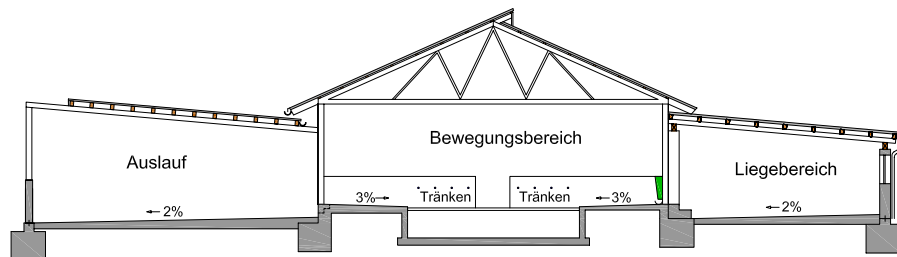 Bewegungsbereich
Auslauf
Liegebereich
3% Tränken Tränken 3%
2%
2%